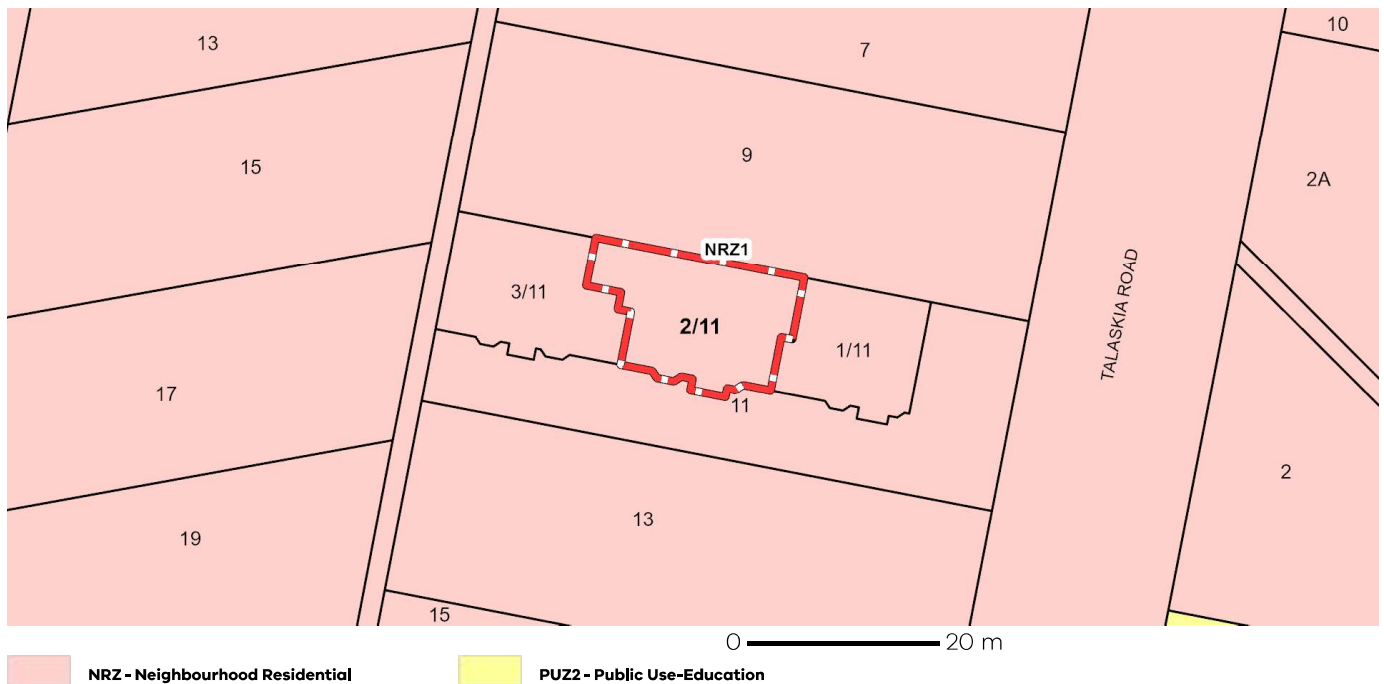 13
7
10
15
9
2A
NRZ1
3/11
2/11
1/11
TALASKIA ROAD
17
11
2
13
19
15
0 20 m
NRZ - Neighbourhood Residential
PUZ2 - Public Use-Education